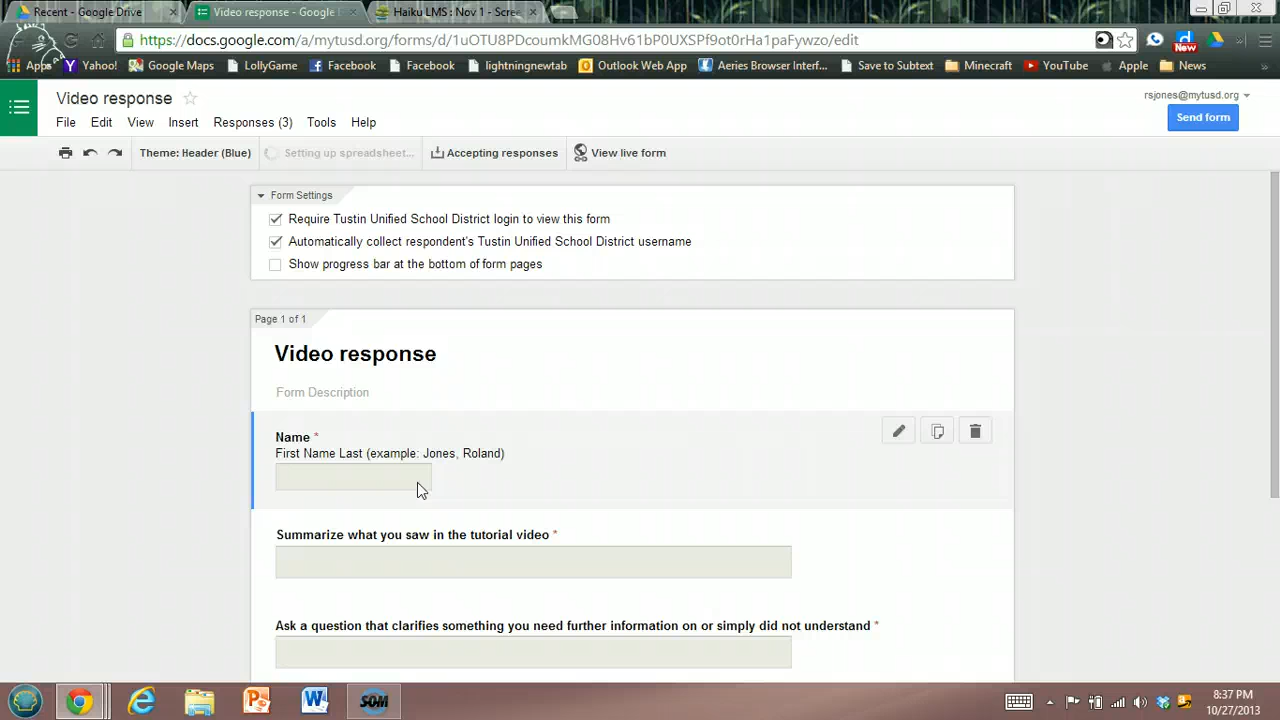 Recent - Google Drive
Video response - Google
Haiku LMS : Nov.1 - Scree
https://docs.google.com/a/mytusd.org/forms/d/1uOTU8PDcoumkMG08Hv61bP0UXSPf9ot0rHa1paFywzo/edit
New
Apps
Yahoo!
Google Maps
LollyGame
Facebook
Facebook
lightningnewtab
Outlook Web App
Aeries Browser Interf...
Save to Subtext
Minecraft
YouTube
Apple
News
Video response
rsjones@mytusd.org
File Edit View Insert Responses (3) Tools Help
Send form
Theme: Header (Blue)
Setting up spreadsheet...
Accepting responses
View live form
Form Settings
Require Tustin Unified School District login to view this form
Automatically collect respondent's Tustin Unified School District username
Show progress bar at the bottom of form pages
Page 1 of 1
Video response
Form Description
Name *
First Name Last (example: Jones, Roland)
Summarize what you saw in the tutorial video *
Ask a question that clarifies something you need further information on or simply did not understand *
SOM
8:37 PM
10/27/2013